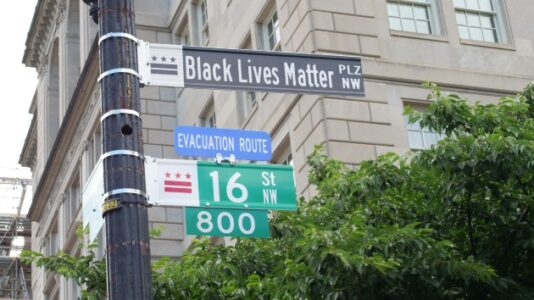 Black Lives Matter PLZ NW
EVACUATION ROUTE
16 St NW
800